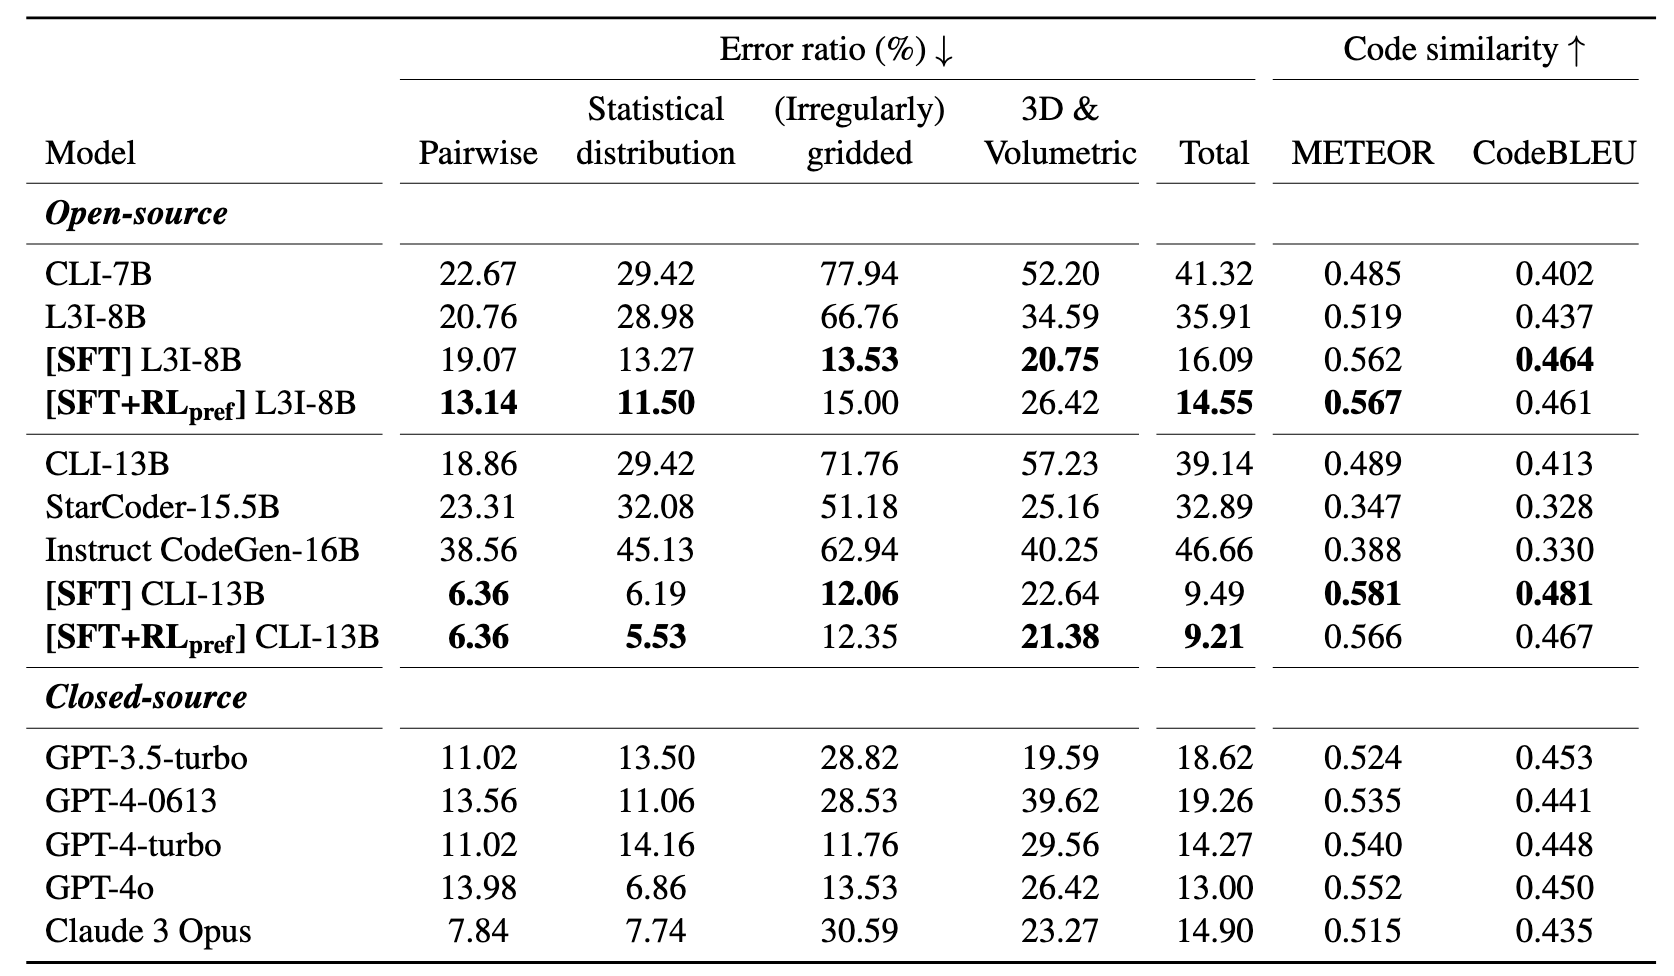 Error ratio (%) ↓ Code similarity ↑
Statistical (Irregularly) 3D &
Model Pairwise distribution gridded Volumetric Total METEOR CodeBLEU
Open-source
CLI-7B 22.67 29.42 77.94 52.20 41.32 0.485 0.402
L3I-8B 20.76 28.98 66.76 34.59 35.91 0.519 0.437
[SFT] L3I-8B 19.07 13.27 13.53 20.75 16.09 0.562 0.464
[SFT+RLpref] L3I-8B 13.14 11.50 15.00 26.42 14.55 0.567 0.461
CLI-13B 18.86 29.42 71.76 57.23 39.14 0.489 0.413
StarCoder-15.5B 23.31 32.08 51.18 25.16 32.89 0.347 0.328
Instruct CodeGen-16B 38.56 45.13 62.94 40.25 46.66 0.388 0.330
[SFT] CLI-13B 6.36 6.19 12.06 22.64 9.49 0.581 0.481
[SFT+RLpref] CLI-13B 6.36 5.53 12.35 21.38 9.21 0.566 0.467
Closed-source
GPT-3.5-turbo 11.02 13.50 28.82 19.59 18.62 0.524 0.453
GPT-4-0613 13.56 11.06 28.53 39.62 19.26 0.535 0.441
GPT-4-turbo 11.02 14.16 11.76 29.56 14.27 0.540 0.448
GPT-4o 13.98 6.86 13.53 26.42 13.00 0.552 0.450
Claude 3 Opus 7.84 7.74 30.59 23.27 14.90 0.515 0.435